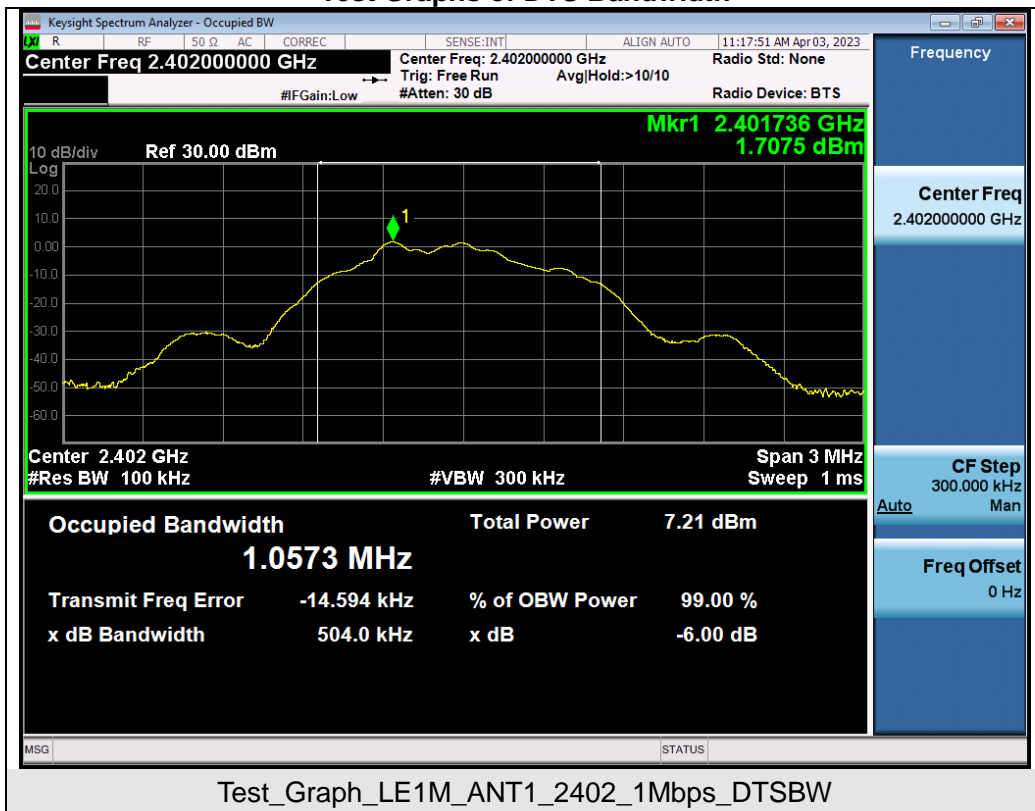 Test Graphs of DTS Bandwidth
Keysight Spectrum Analyzer - Occupied BW
LXI R RF 50 Ω AC CORREC SENSE:INT ALIGN AUTO 11:17:51 AM Apr 03, 2023
Center Freq 2.402000000 GHz
Center Freq: 2.402000000 GHz Radio Std: None
Trig: Free Run Avg|Hold:>10/10
#IFGain:Low #Atten: 30 dB Radio Device: BTS
Mkr1 2.401736 GHz
1.7075 dBm
10 dB/div Ref 30.00 dBm
Log
20.0
10.0
0.00
-10.0
-20.0
-30.0
-40.0
-50.0
-60.0
1
Center 2.402 GHz Span 3 MHz
#Res BW 100 kHz #VBW 300 kHz Sweep 1 ms
Occupied Bandwidth Total Power 7.21 dBm
1.0573 MHz
Transmit Freq Error -14.594 kHz % of OBW Power 99.00 %
x dB Bandwidth 504.0 kHz x dB -6.00 dB
MSG STATUS
Frequency
Center Freq
2.402000000 GHz
CF Step
300.000 kHz
Auto Man
Freq Offset
0 Hz
Test_Graph_LE1M_ANT1_2402_1Mbps_DTSBW